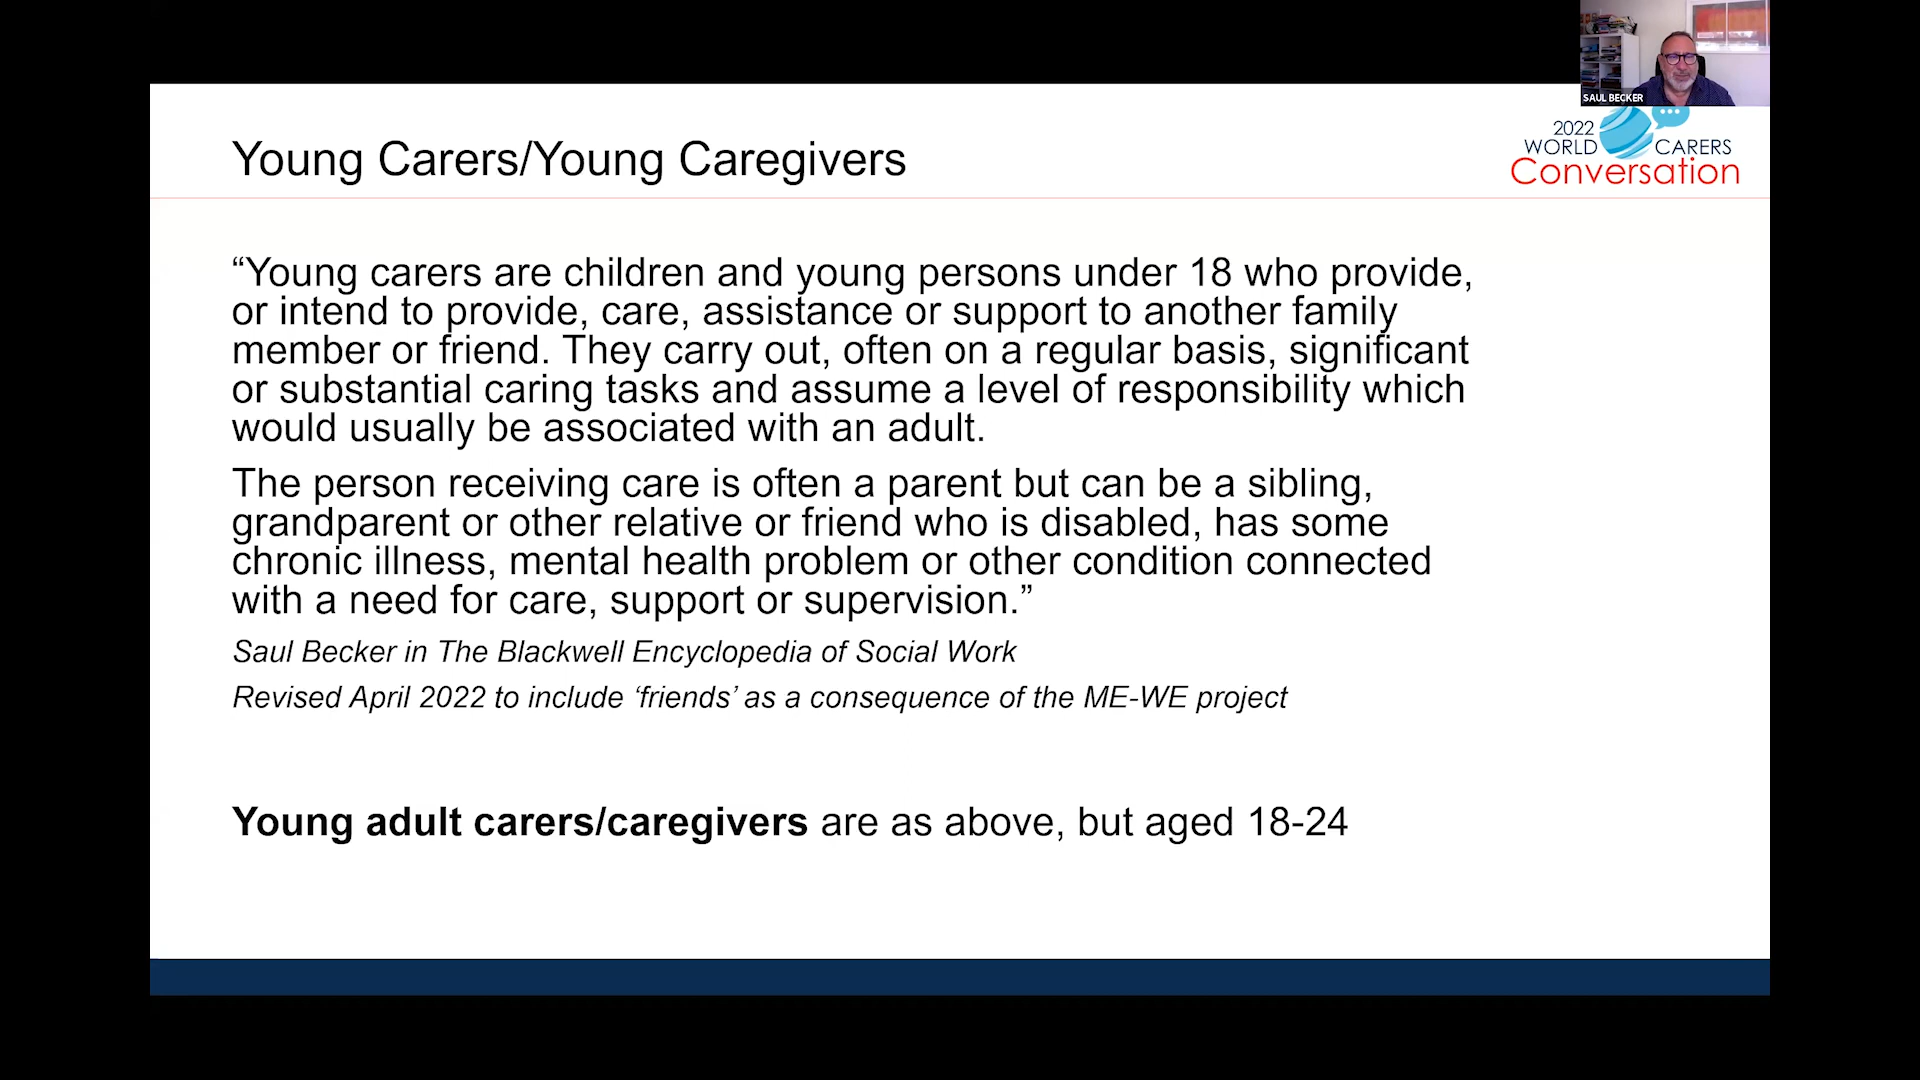 SAUL BECKER
2022
WORLD CARERS
Conversation
Young Carers/Young Caregivers
“Young carers are children and young persons under 18 who provide,
or intend to provide, care, assistance or support to another family
member or friend. They carry out, often on a regular basis, significant
or substantial caring tasks and assume a level of responsibility which
would usually be associated with an adult.
The person receiving care is often a parent but can be a sibling,
grandparent or other relative or friend who is disabled, has some
chronic illness, mental health problem or other condition connected
with a need for care, support or supervision.”
Saul Becker in The Blackwell Encyclopedia of Social Work
Revised April 2022 to include ‘friends’ as a consequence of the ME-WE project
Young adult carers/caregivers are as above, but aged 18-24